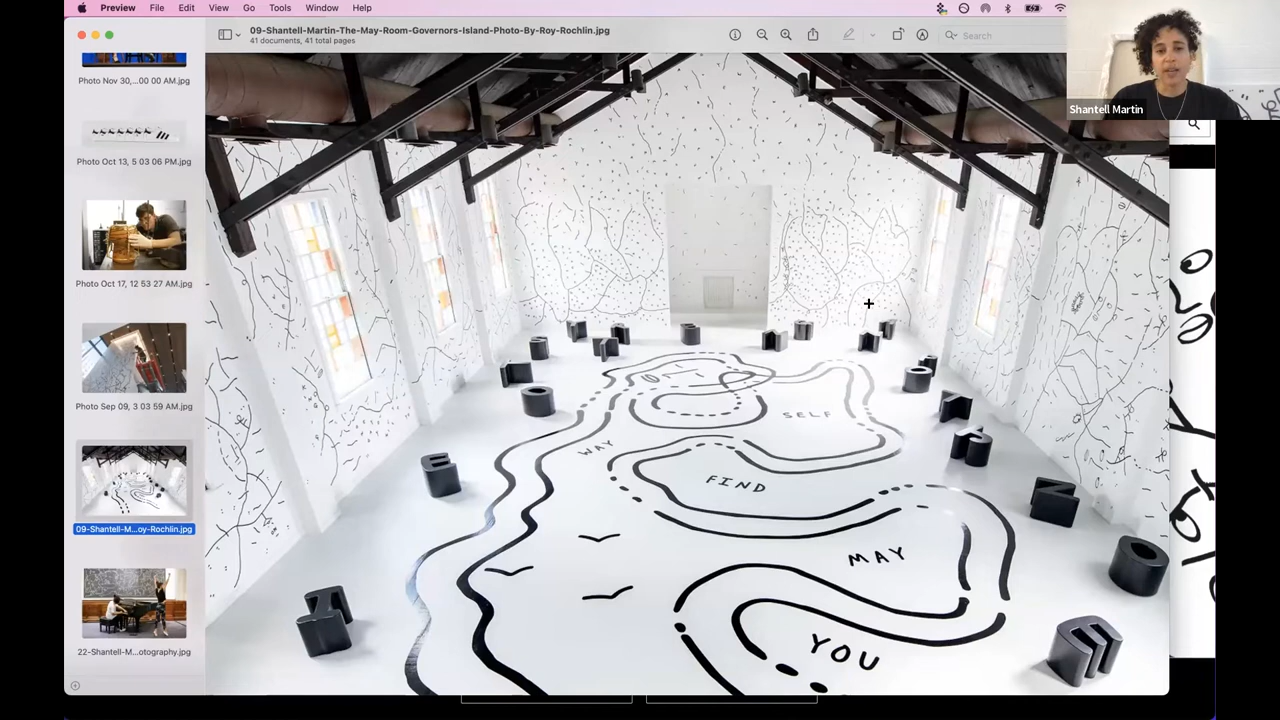 Preview File Edit View Go Tools Window Help
09-Shantell-Martin-The-May-Room-Governors-Island-Photo-By-Roy-Rochlin.jpg
41 documents, 41 total pages
Search
Shantell Martin
Photo Nov 30,...00 00 AM.jpg
Photo Oct 13, 5 03 06 PM.jpg
Photo Oct 17, 12 53 27 AM.jpg
Photo Sep 09, 3 03 59 AM.jpg
09-Shantell-M...oy-Rochlin.jpg
22-Shantell-M...otography.jpg
SELF
WAY
FIND
MAY
YOU